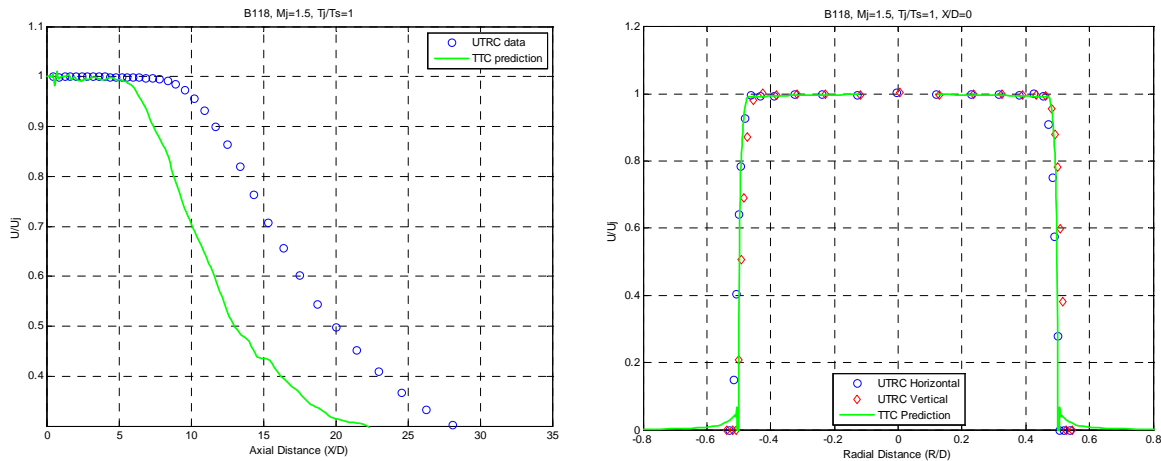 B118, Mj=1.5, Tj/Ts=1
1.1
1
0.9
0.8
0.7
0.6
0.5
0.4
U/Uj
UTRC data
TTC prediction
0
5
10
15
20
25
30
35
Axial Distance (X/D)
B118, Mj=1.5, Tj/Ts=1, X/D=0
1.2
1
0.8
0.6
0.4
0.2
0
U/Uj
UTRC Horizontal
UTRC Vertical
TTC Prediction
-0.8
-0.6
-0.4
-0.2
0
0.2
0.4
0.6
0.8
Radial Distance (R/D)